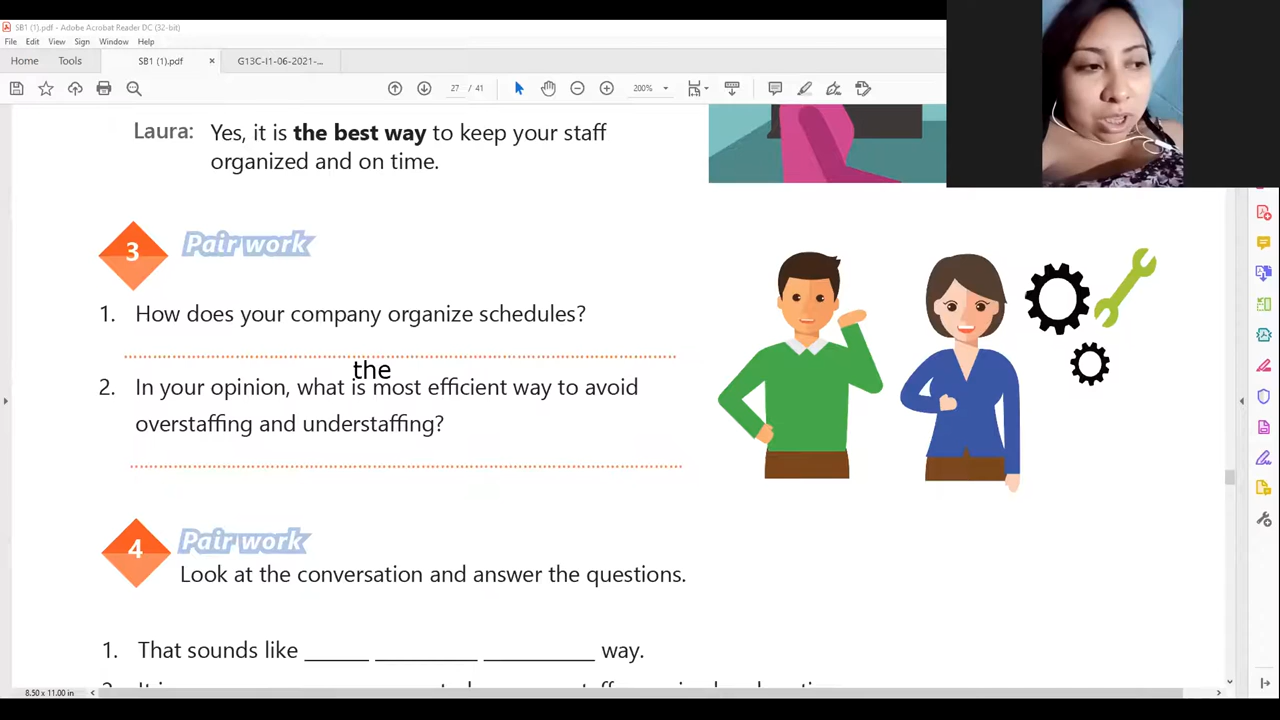 SB1 (1).pdf - Adobe Acrobat Reader DC (32-bit)
File Edit View Sign Window Help
Home Tools SB1 (1).pdf × G13C-I1-06-2021-...
27 / 41 200%
Laura: Yes, it is the best way to keep your staff
organized and on time.
3 Pair work
1. How does your company organize schedules?
the
2. In your opinion, what is most efficient way to avoid
overstaffing and understaffing?
4 Pair work
Look at the conversation and answer the questions.
1. That sounds like ______ __________ ___________ way.
8.50 x 11.00 in